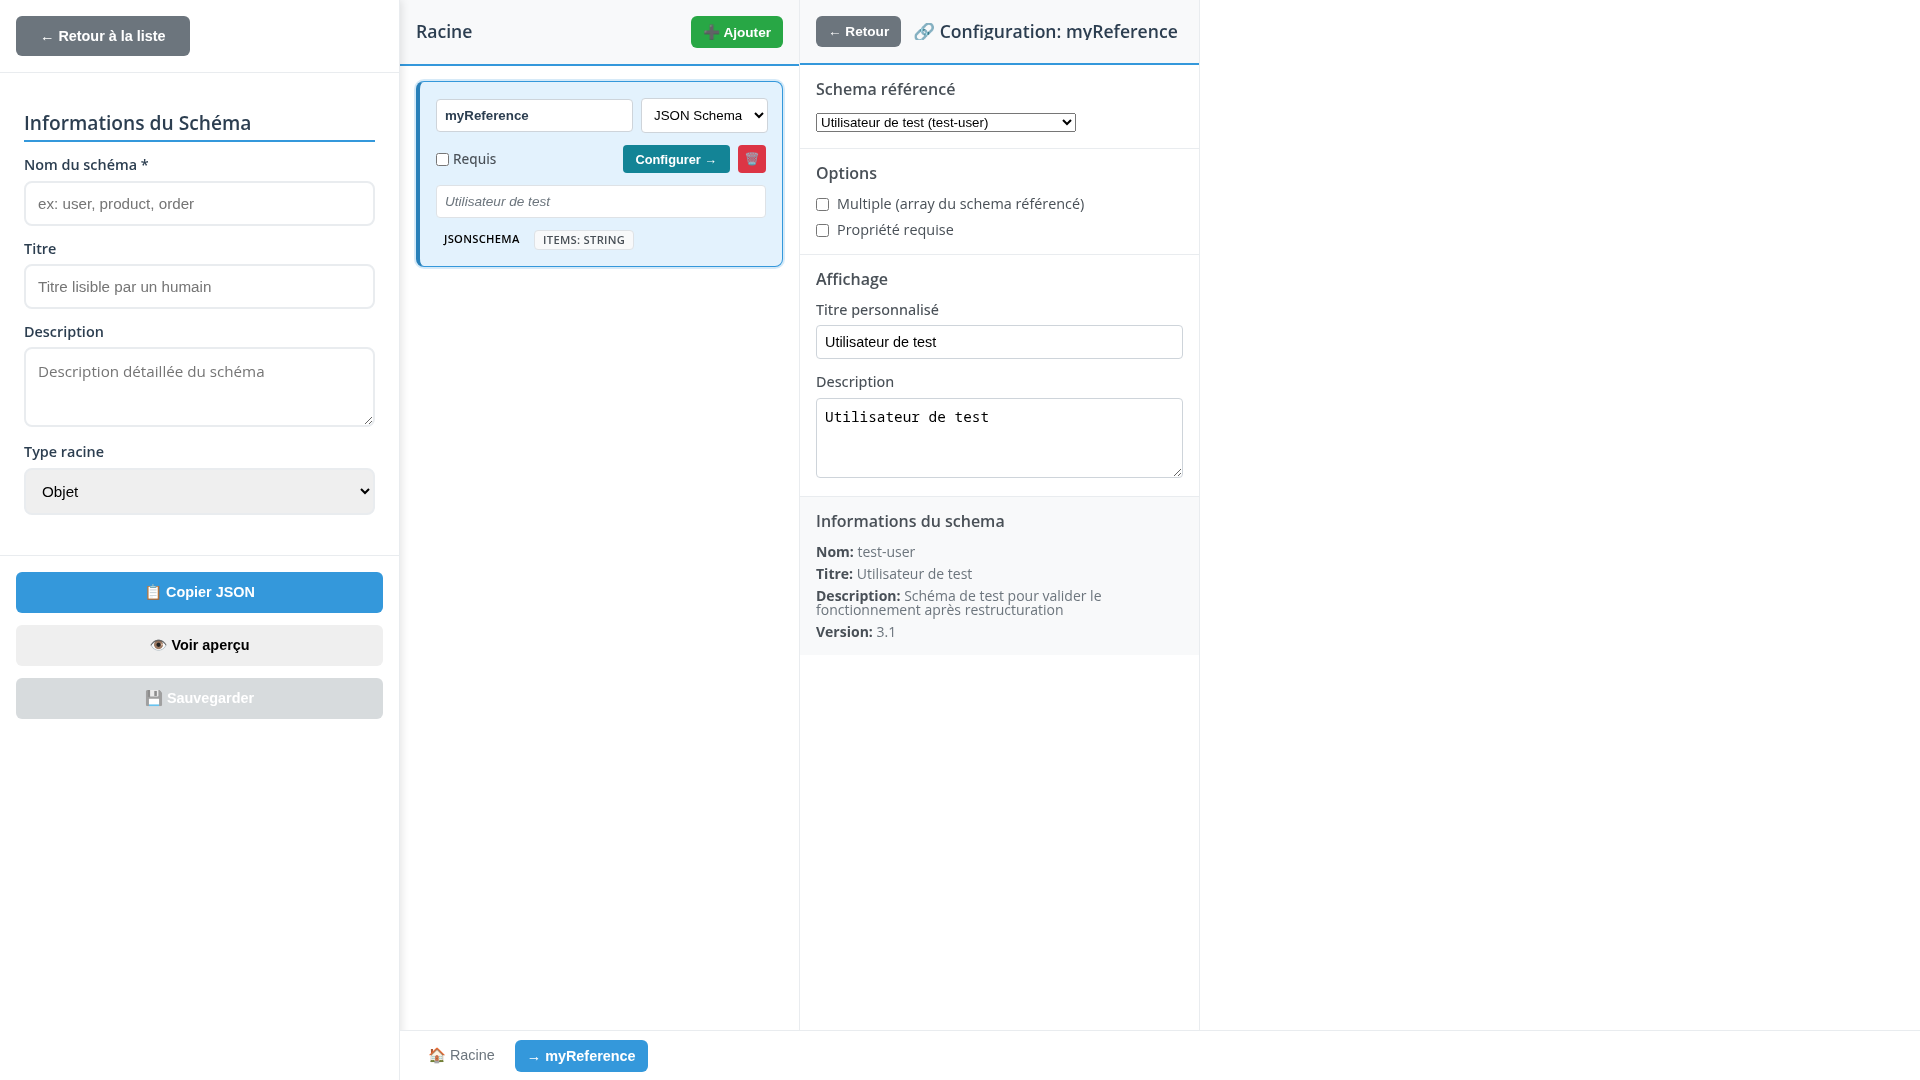 ← Retour à la liste
Informations du Schéma
Nom du schéma *
ex: user, product, order
Titre
Titre lisible par un humain
Description
Description détaillée du schéma
Type racine
Objet
📋 Copier JSON
👁️ Voir aperçu
💾 Sauvegarder
Racine
➕ Ajouter
myReference
JSON Schema
Requis
Configurer →
🗑️
Utilisateur de test
JSONSCHEMA
ITEMS: STRING
← Retour
🔗 Configuration: myReference
Schema référencé
Utilisateur de test (test-user)
Options
Multiple (array du schema référencé)
Propriété requise
Affichage
Titre personnalisé
Utilisateur de test
Description
Utilisateur de test
Informations du schema
Nom: test-user
Titre: Utilisateur de test
Description: Schéma de test pour valider le
fonctionnement après restructuration
Version: 3.1
🏠 Racine
→ myReference